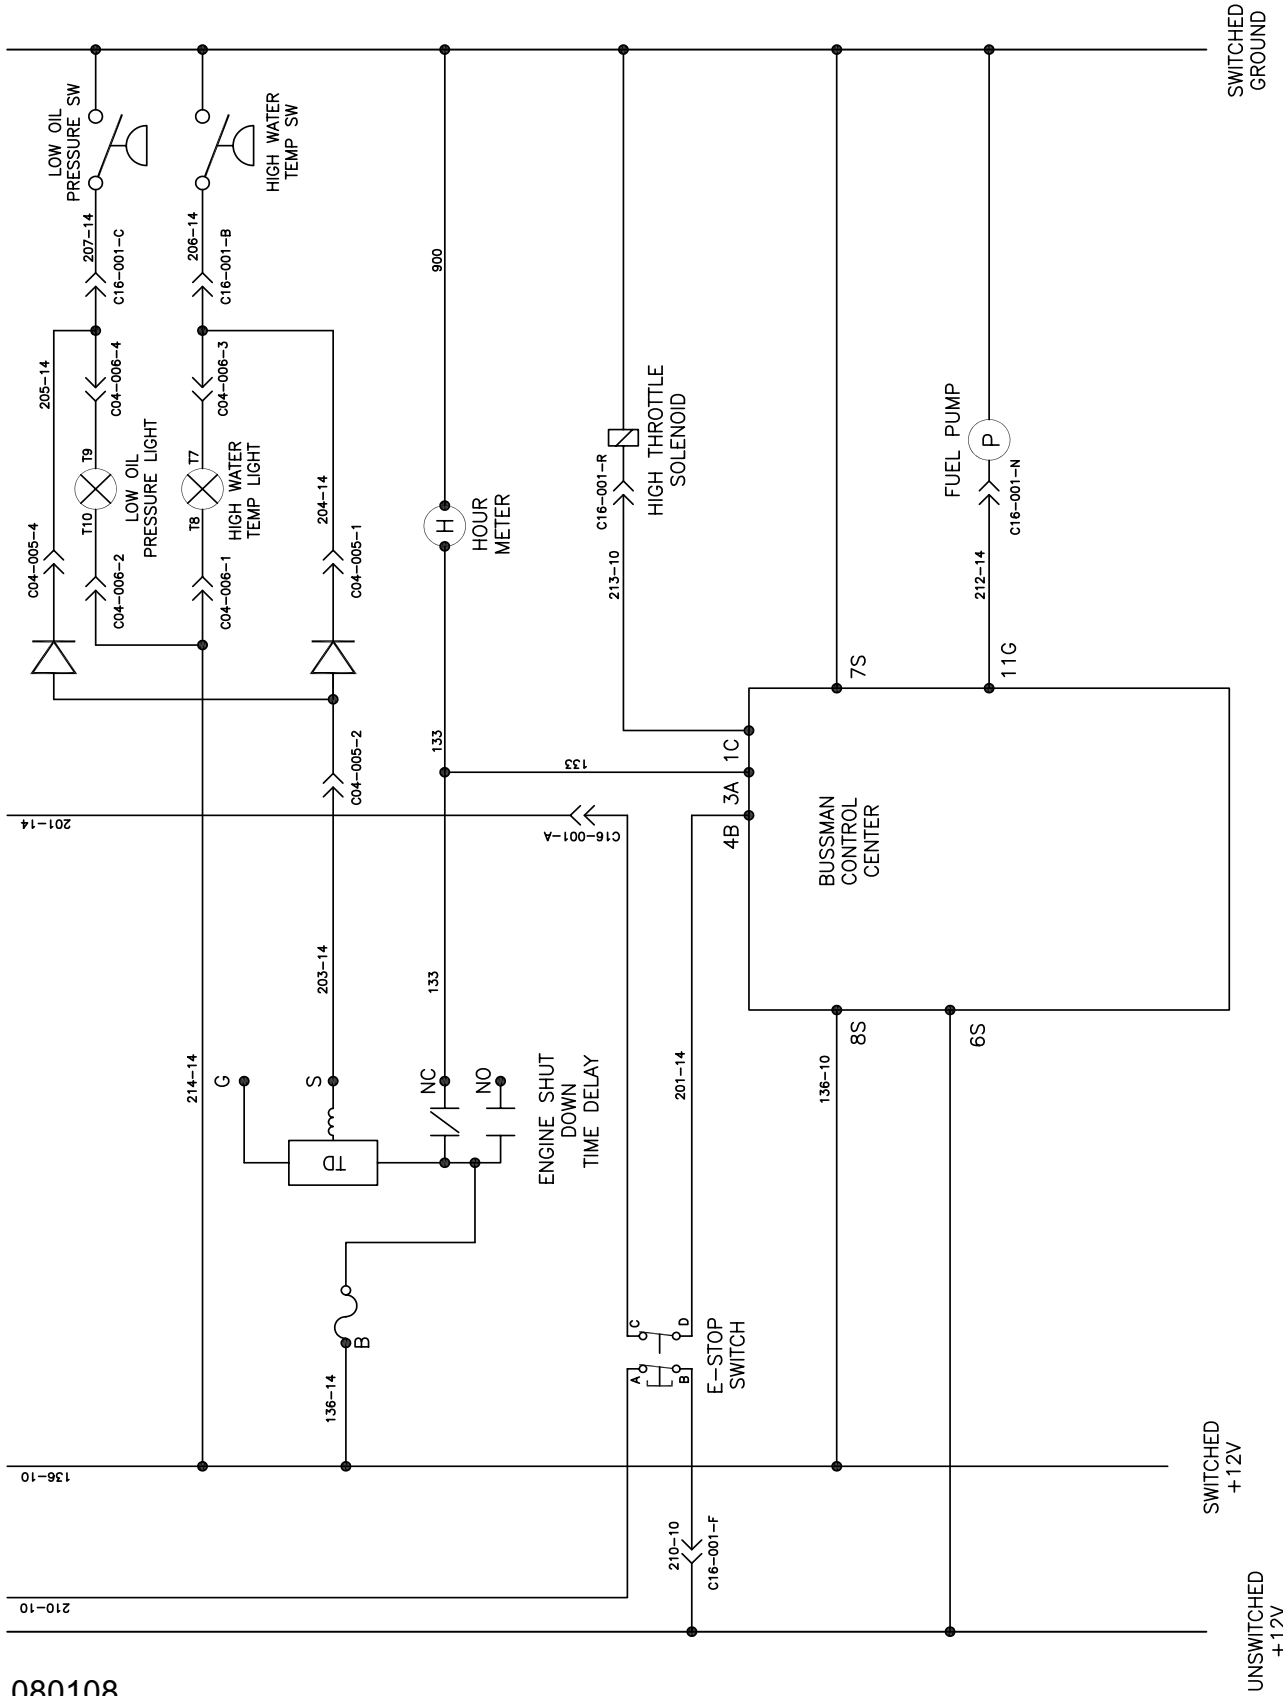 SWITCHED
GROUND
LOW OIL
PRESSURE SW
HIGH WATER
TEMP SW
207-14
C16-001-C
206-14
C16-001-B
900
205-14
C04-006-4
C04-006-3
T9
T10
LOW OIL
PRESSURE LIGHT
T7
T8
HIGH WATER
TEMP LIGHT
204-14
C04-005-4
C04-006-2
C04-006-1
C04-005-1
H
HOUR
METER
C16-001-R
HIGH THROTTLE
SOLENOID
213-10
FUEL PUMP
P
C16-001-N
212-14
7S
11G
133
133
1C
3A
4B
C04-005-2
201-14
C16-001-A
BUSSMAN
CONTROL
CENTER
203-14
133
214-14
G
S
NC
NO
TD
ENGINE SHUT
DOWN
TIME DELAY
201-14
136-10
8S
6S
B
136-14
A
B
C
D
E-STOP
SWITCH
136-10
SWITCHED
+12V
210-10
C16-001-F
210-10
UNSWITCHED
+12V
080108